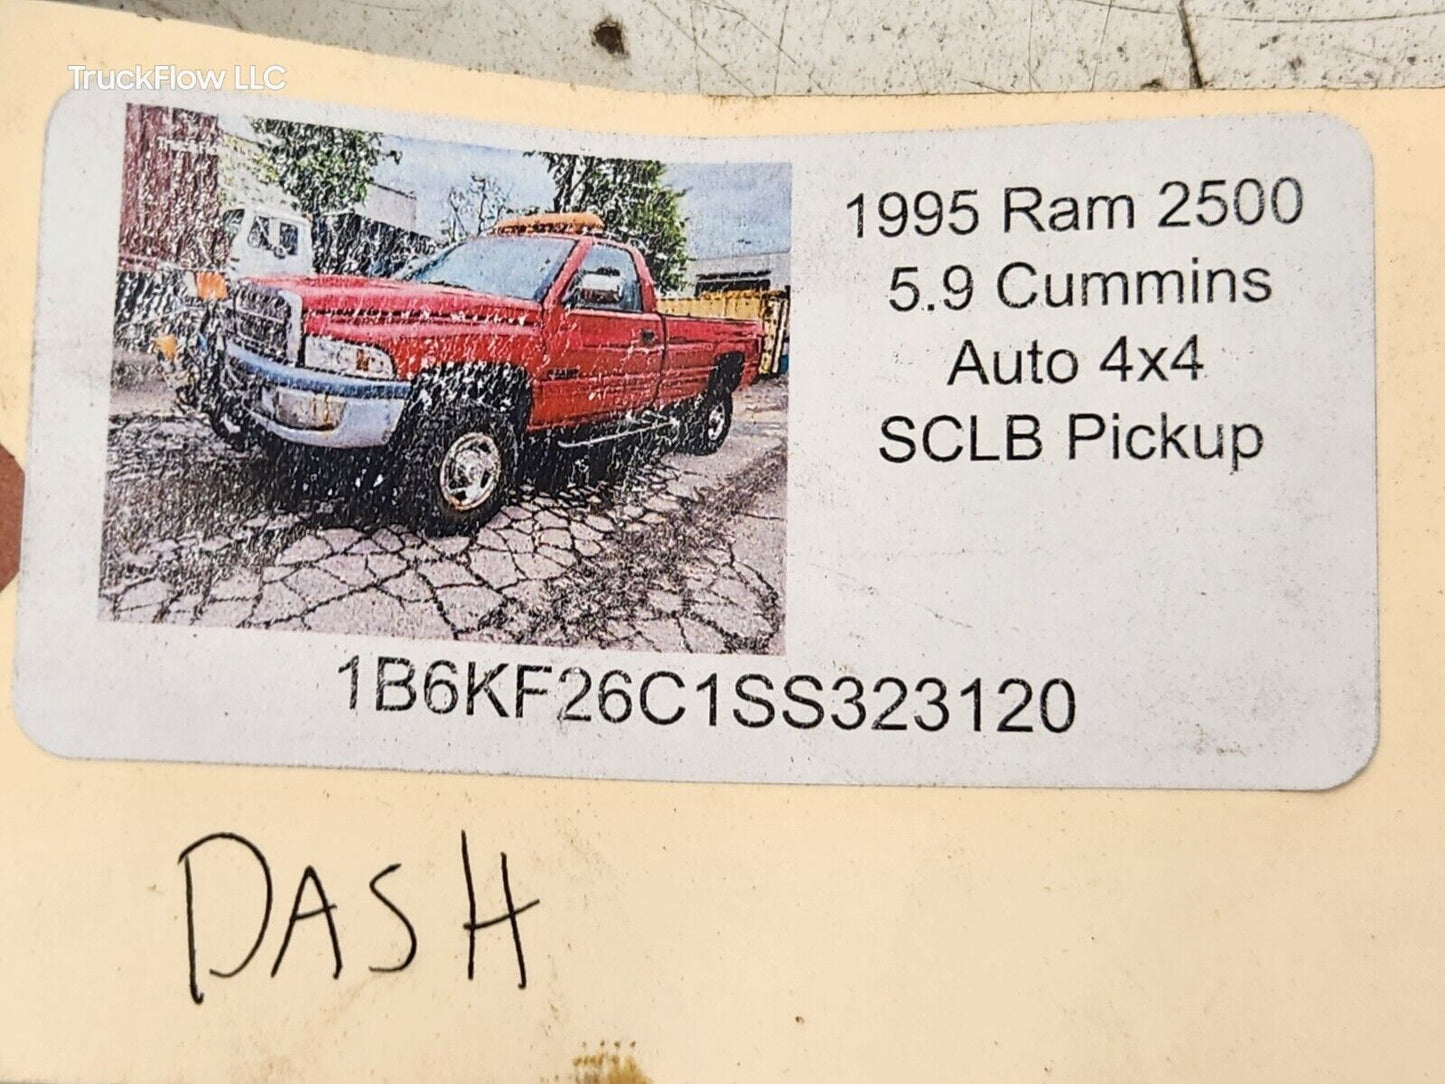 TruckFlow LLC
1995 Ram 2500
5.9 Cummins
Auto 4x4
SCLB Pickup
1B6KF26C1SS323120
DASH